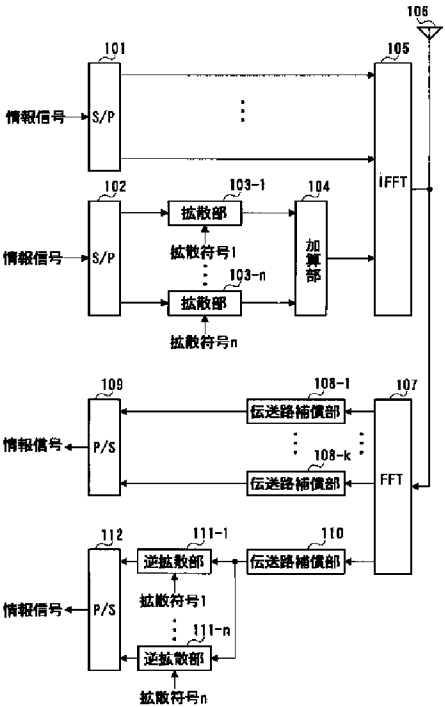 106
101
105
情報信号
S/P
IFFT
102
103-1
104
拡散部
拡散符号1
情報信号
S/P
加算部
103-n
拡散部
拡散符号n
109
108-1
107
伝送路補償部
情報信号
P/S
108-k
伝送路補償部
FFT
112
111-1
110
逆拡散部
伝送路補償部
拡散符号1
情報信号
P/S
111-n
逆拡散部
拡散符号n